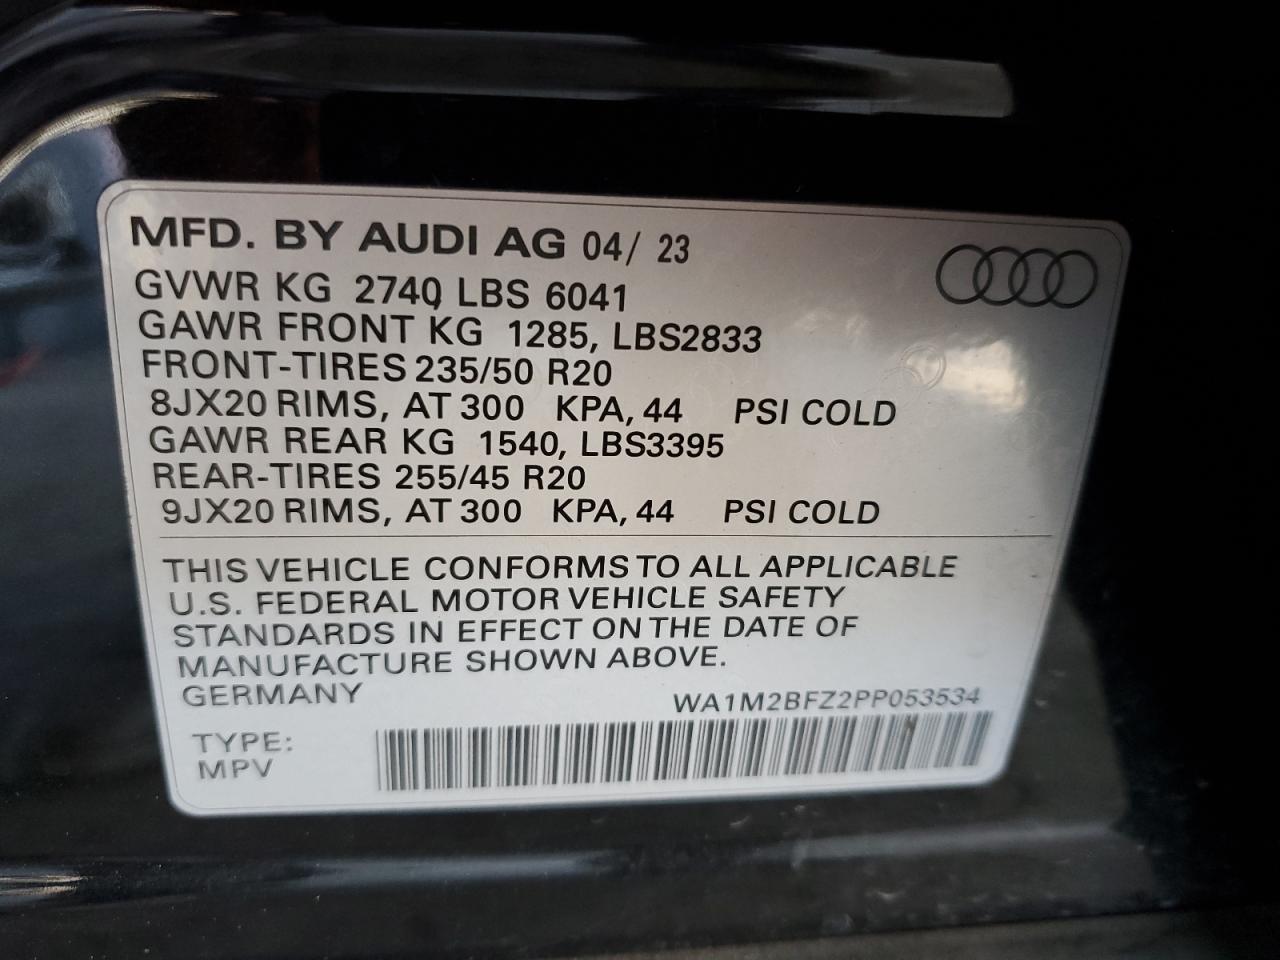 MFD. BY AUDI AG 04/ 23
GVWR KG 2740 LBS 6041
GAWR FRONT KG 1285, LBS2833
FRONT-TIRES 235/50 R20
8JX20 RIMS, AT 300 KPA, 44 PSI COLD
GAWR REAR KG 1540, LBS3395
REAR-TIRES 255/45 R20
9JX20 RIMS, AT 300 KPA, 44 PSI COLD
THIS VEHICLE CONFORMS TO ALL APPLICABLE
U.S. FEDERAL MOTOR VEHICLE SAFETY
STANDARDS IN EFFECT ON THE DATE OF
MANUFACTURE SHOWN ABOVE.
GERMANY WA1M2BFZ2PP053534
TYPE:
MPV